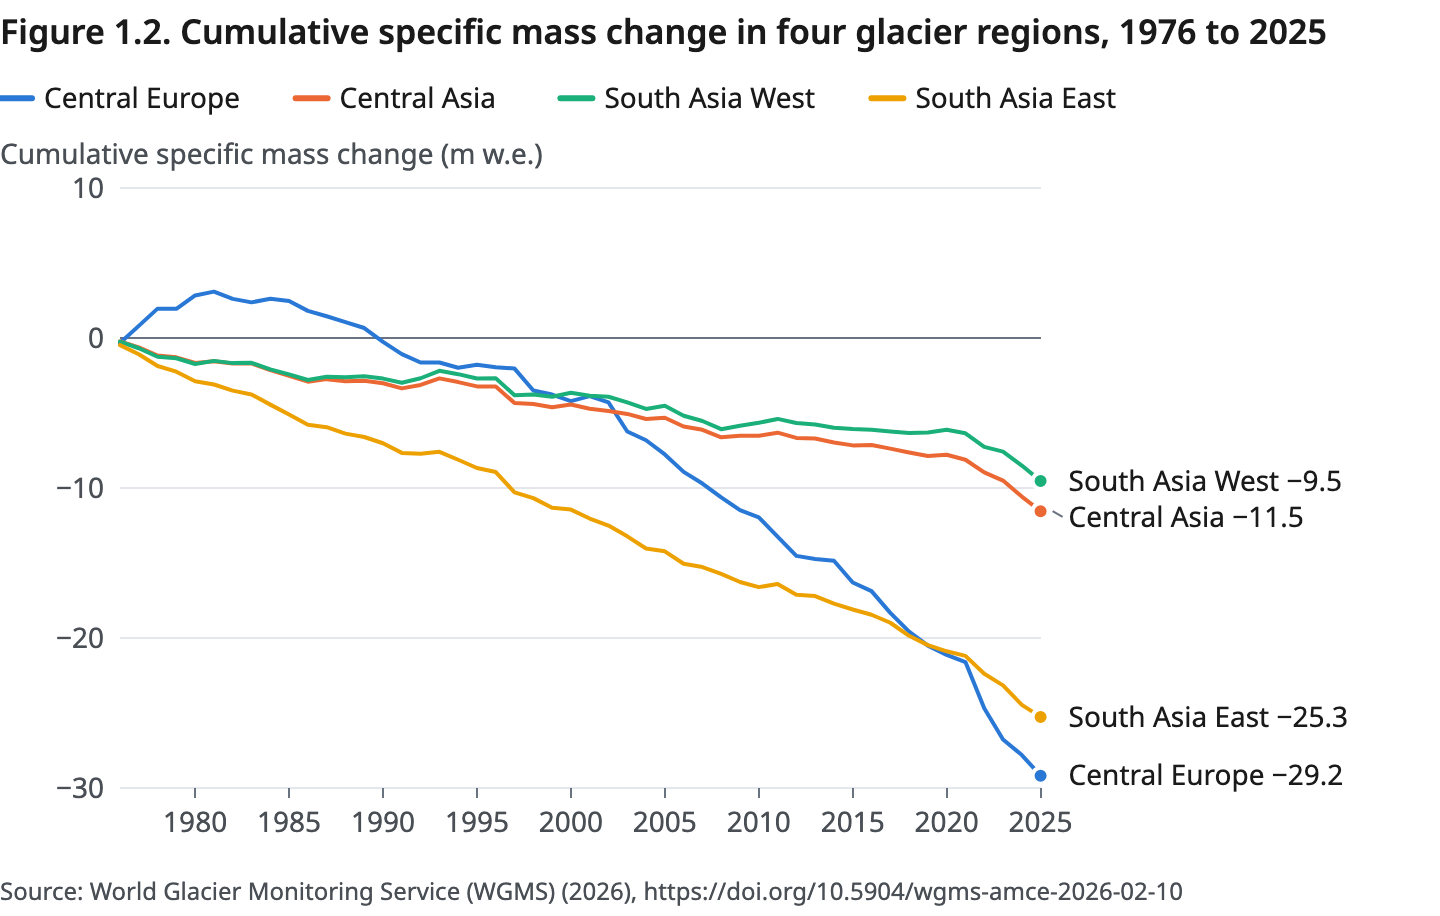 Figure 1.2. Cumulative specific mass change in four glacier regions, 1976 to 2025
Central Europe Central Asia South Asia West South Asia East
Cumulative specific mass change (m w.e.)
10
0
−10
−20
−30
South Asia West −9.5
Central Asia −11.5
South Asia East −25.3
Central Europe −29.2
1980 1985 1990 1995 2000 2005 2010 2015 2020 2025
Source: World Glacier Monitoring Service (WGMS) (2026), https://doi.org/10.5904/wgms-amce-2026-02-10